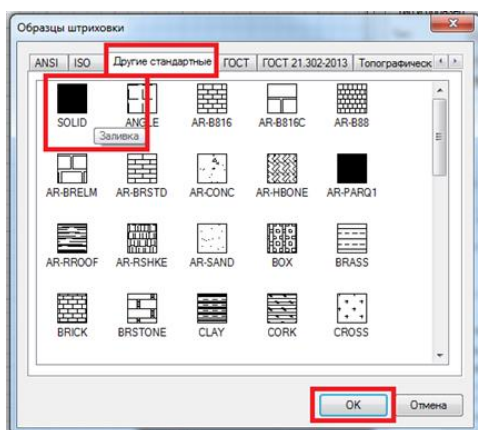 Образцы штриховки
ANSI ISO Другие стандартные ГОСТ ГОСТ 21.302-2013 Топографическ
SOLID ANGLE AR-B816 AR-B816C AR-B88
Заливка
AR-BRELM AR-BRSTD AR-CONC AR-HBONE AR-PARQ1
AR-RROOF AR-RSHKE AR-SAND BOX BRASS
BRICK BRSTONE CLAY CORK CROSS
OK Отмена